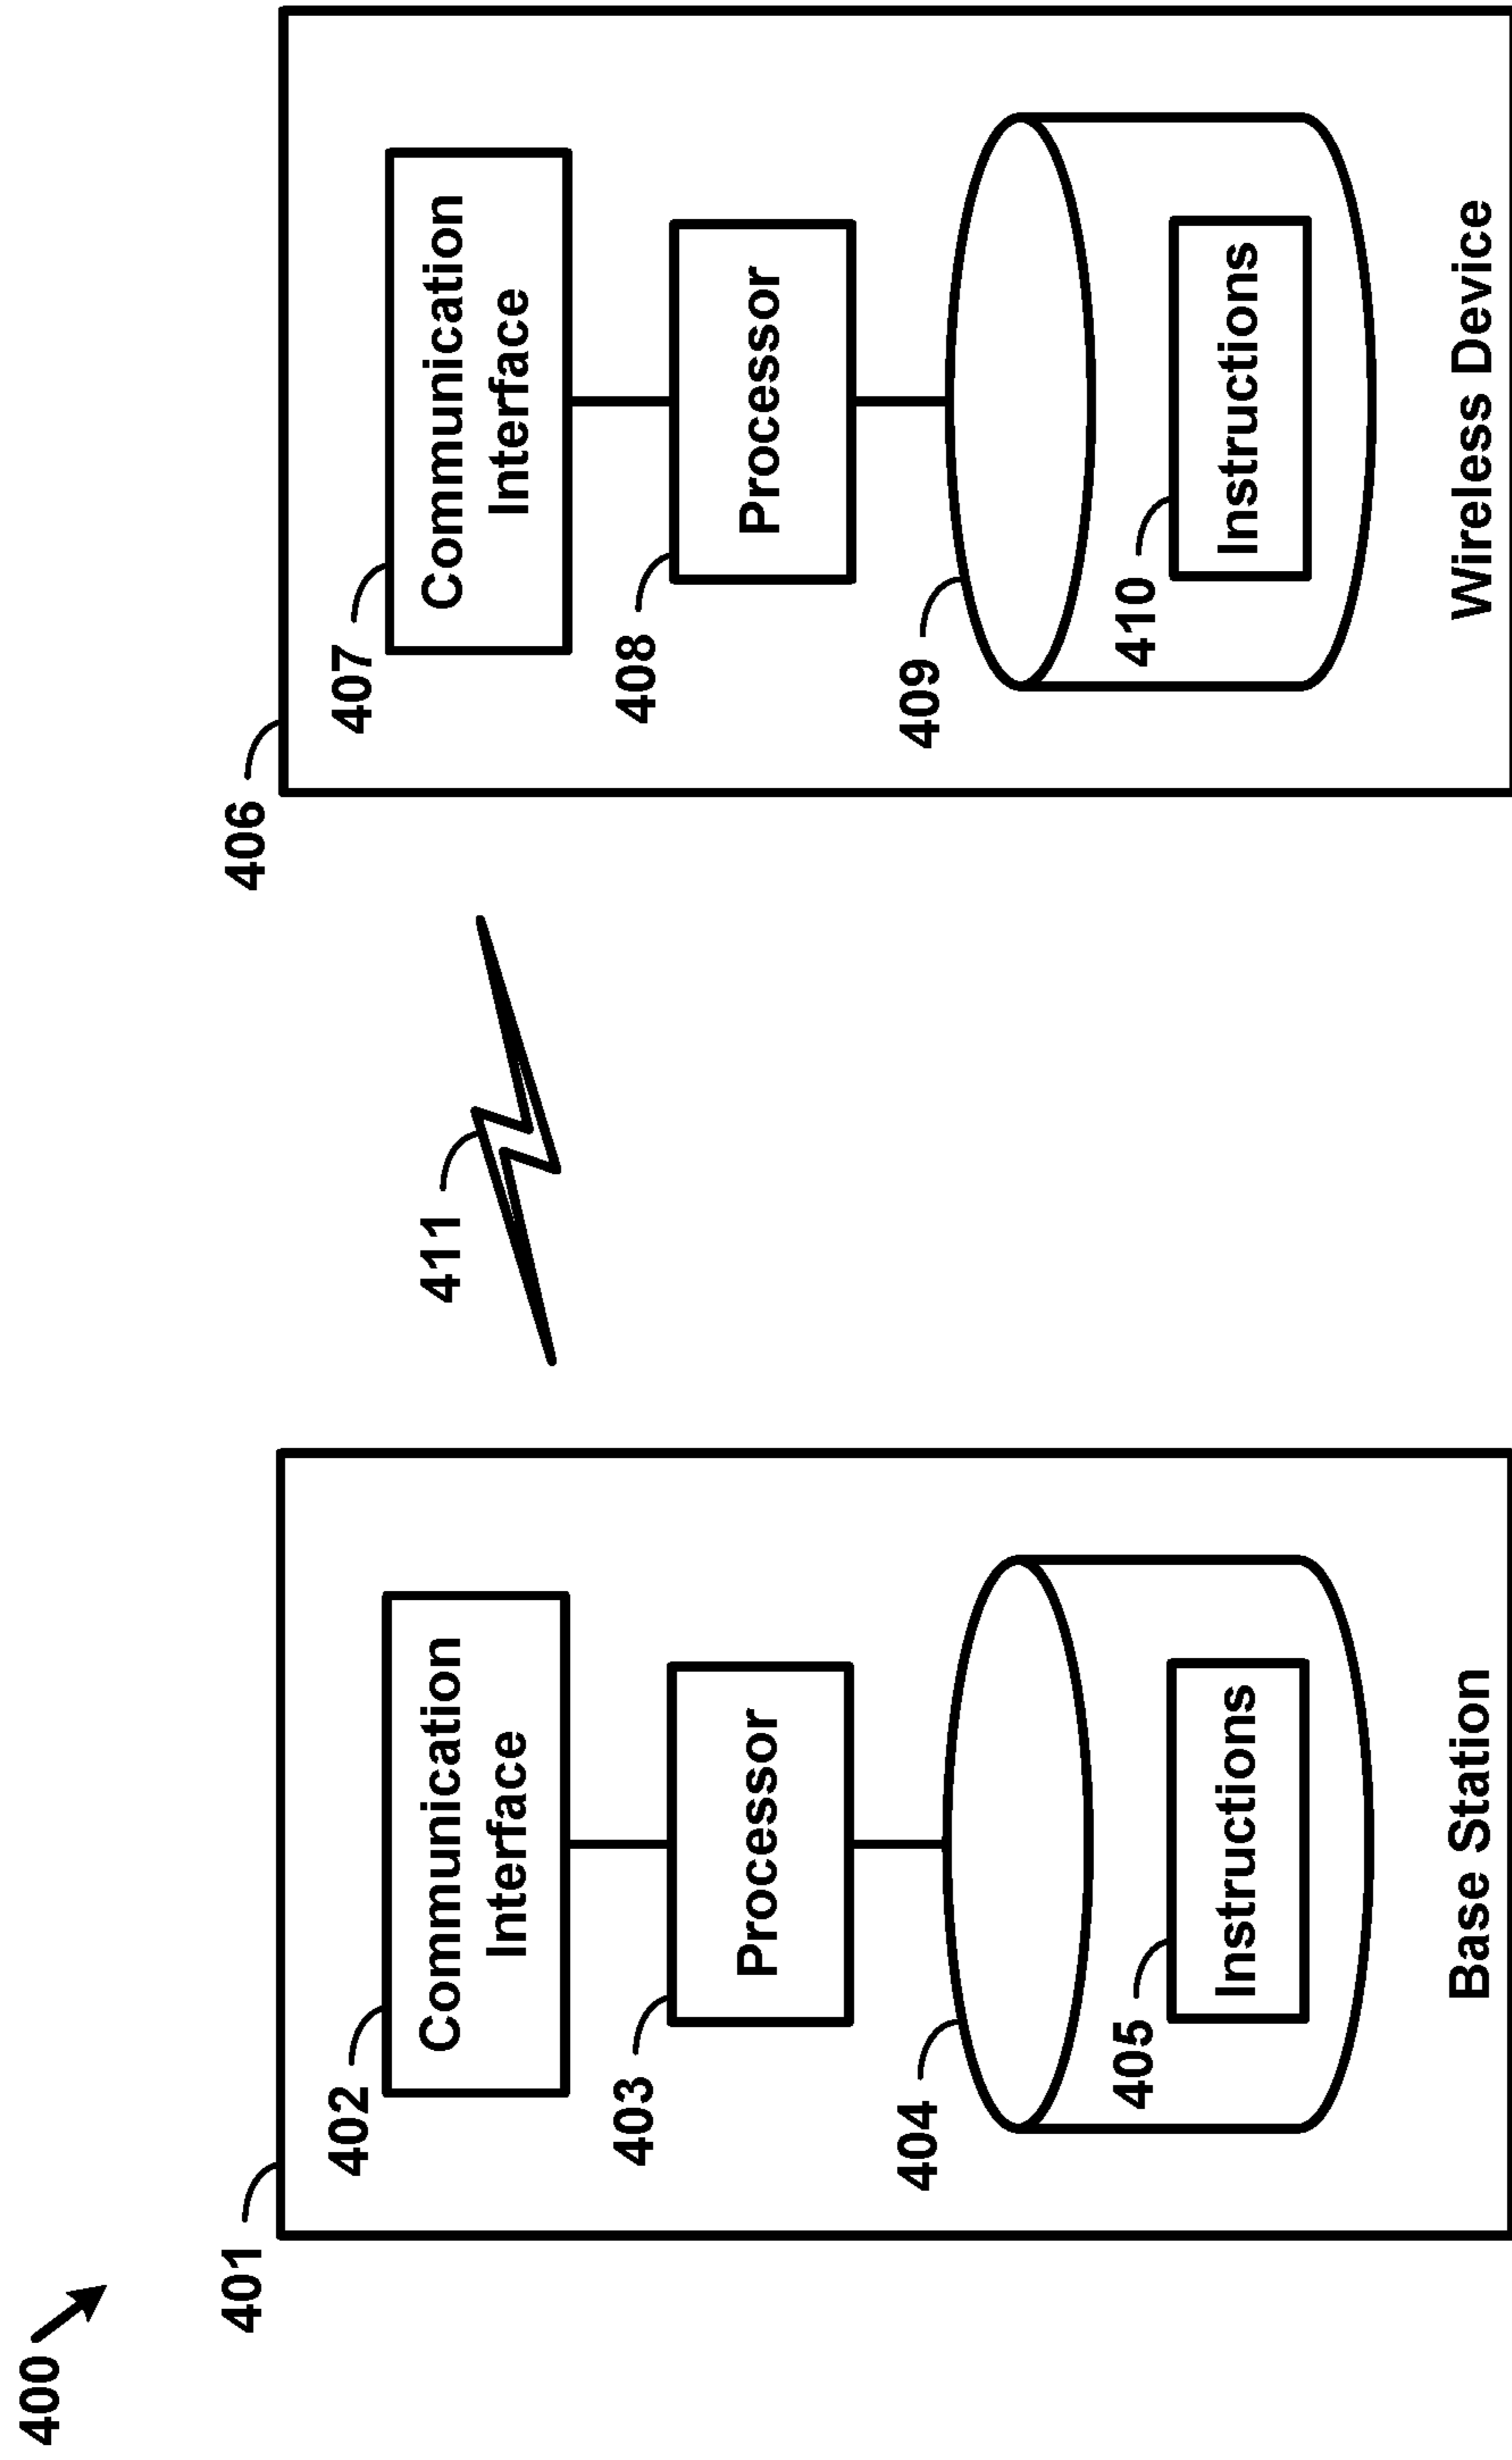 400
401
402
Communication
Interface
403
Processor
404
405
Instructions
Base Station
411
406
407
Communication
Interface
408
Processor
409
410
Instructions
Wireless Device